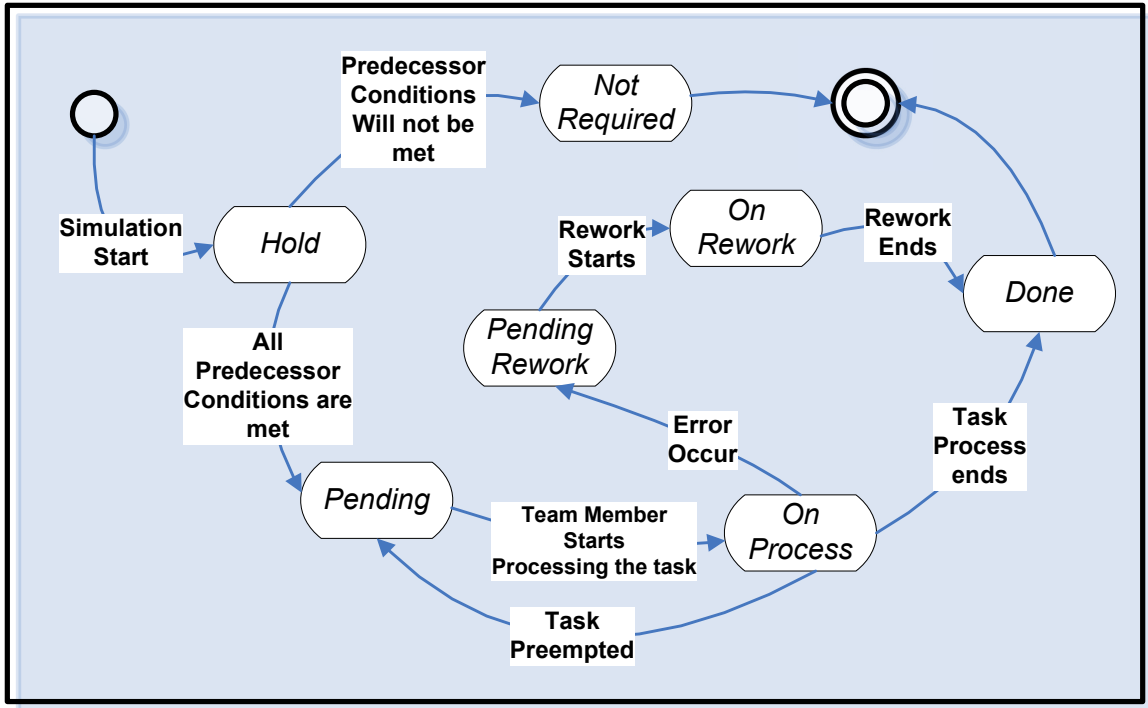 Predecessor
Conditions
Will not be
met
Not
Required
Simulation
Start
Hold
On
Rework
Rework
Starts
Rework
Ends
Done
Pending
Rework
All
Predecessor
Conditions are
met
Error
Occur
Task
Process
ends
Pending
Team Member
Starts
Processing the task
On
Process
Task
Preempted